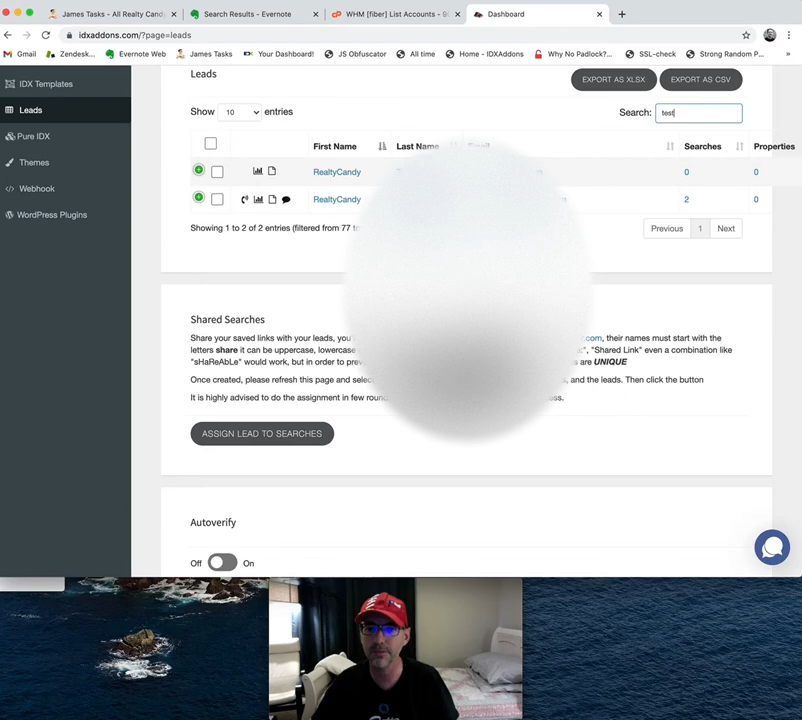 James Tasks - All Realty Candy
Search Results - Evernote
WHM [fiber] List Accounts - 9
Dashboard
idxaddons.com/?page=leads
Gmail
Zendesk...
Evernote Web
James Tasks
Your Dashboard!
JS Obfuscator
All time
Home - IDXAddons
Why No Padlock?...
SSL-check
Strong Random P...
IDX Templates
Leads
Pure IDX
Themes
Webhook
WordPress Plugins
Leads
EXPORT AS XLSX
EXPORT AS CSV
Show 10 entries
Search: test
First Name Last Name Searches Properties
RealtyCandy 0 0
RealtyCandy 2 0
Showing 1 to 2 of 2 entries (filtered from 77
Previous 1 Next
Shared Searches
Share your saved links with your leads, .com, their names must start with the
letters share it can be uppercase, lowercase "Shared Link" even a combination like
"sHaReAbLe" would work, but in order to are UNIQUE
Once created, please refresh this page and and the leads. Then click the button
It is highly advised to do the assignment in few
ASSIGN LEAD TO SEARCHES
Autoverify
Off On